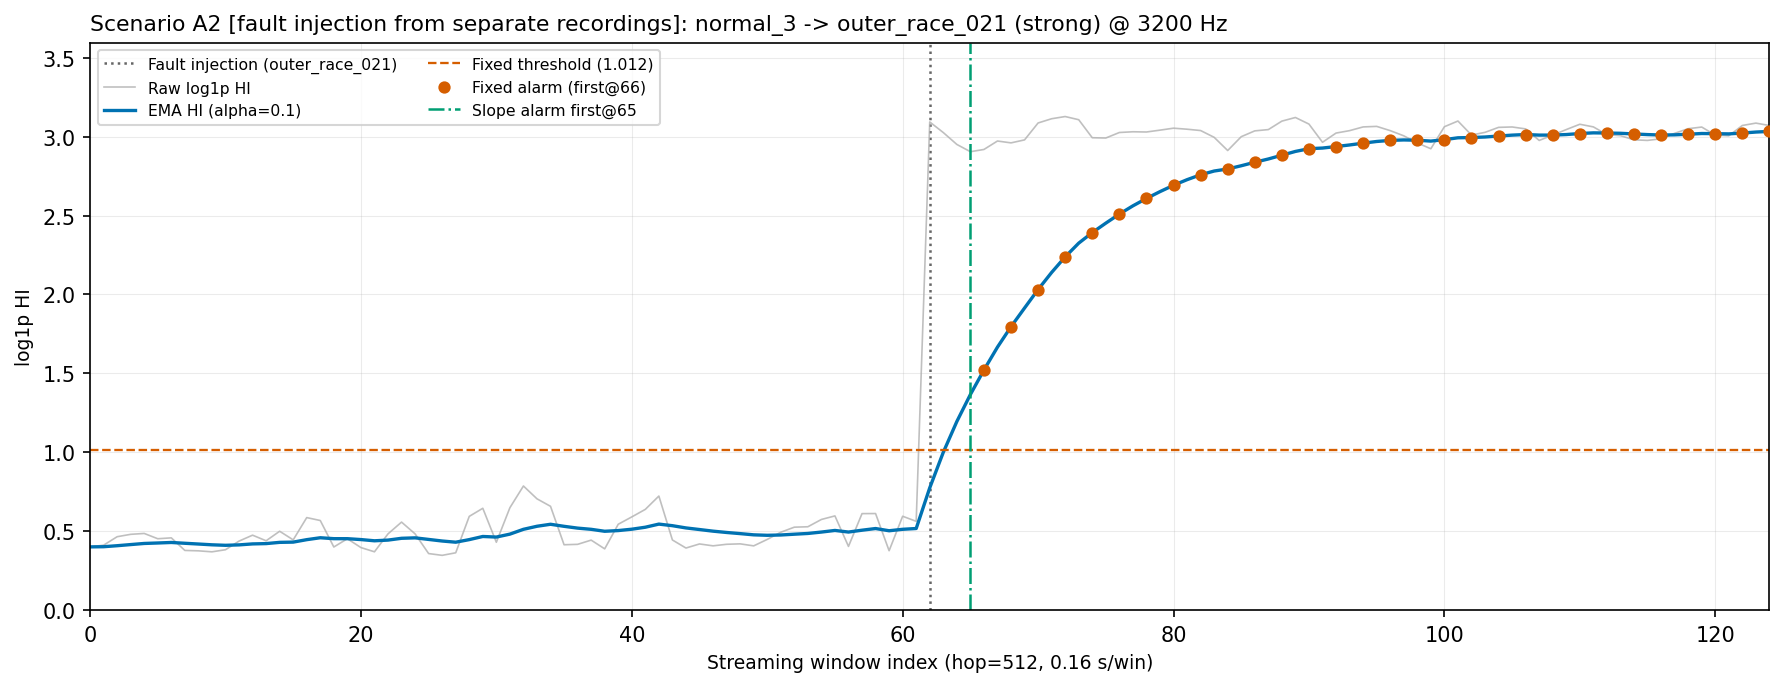 Scenario A2 [fault injection from separate recordings]: normal_3 -> outer_race_021 (strong) @ 3200 Hz
Fault injection (outer_race_021)
Raw log1p HI
EMA HI (alpha=0.1)
Fixed threshold (1.012)
Fixed alarm (first@66)
Slope alarm first@65
log1p HI
3.5
3.0
2.5
2.0
1.5
1.0
0.5
0.0
0 20 40 60 80 100 120
Streaming window index (hop=512, 0.16 s/win)